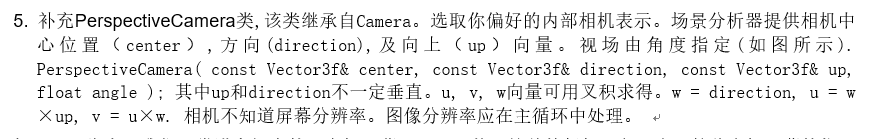 5. 补充PerspectiveCamera类,该类继承自Camera。选取你偏好的内部相机表示。场景分析器提供相机中
心位置(center),方向(direction),及向上(up)向量。视场由角度指定(如图所示).
PerspectiveCamera( const Vector3f& center, const Vector3f& direction, const Vector3f& up,
float angle ); 其中up和direction不一定垂直。u, v, w向量可用叉积求得。w = direction, u = w
×up, v = u×w. 相机不知道屏幕分辨率。图像分辨率应在主循环中处理。